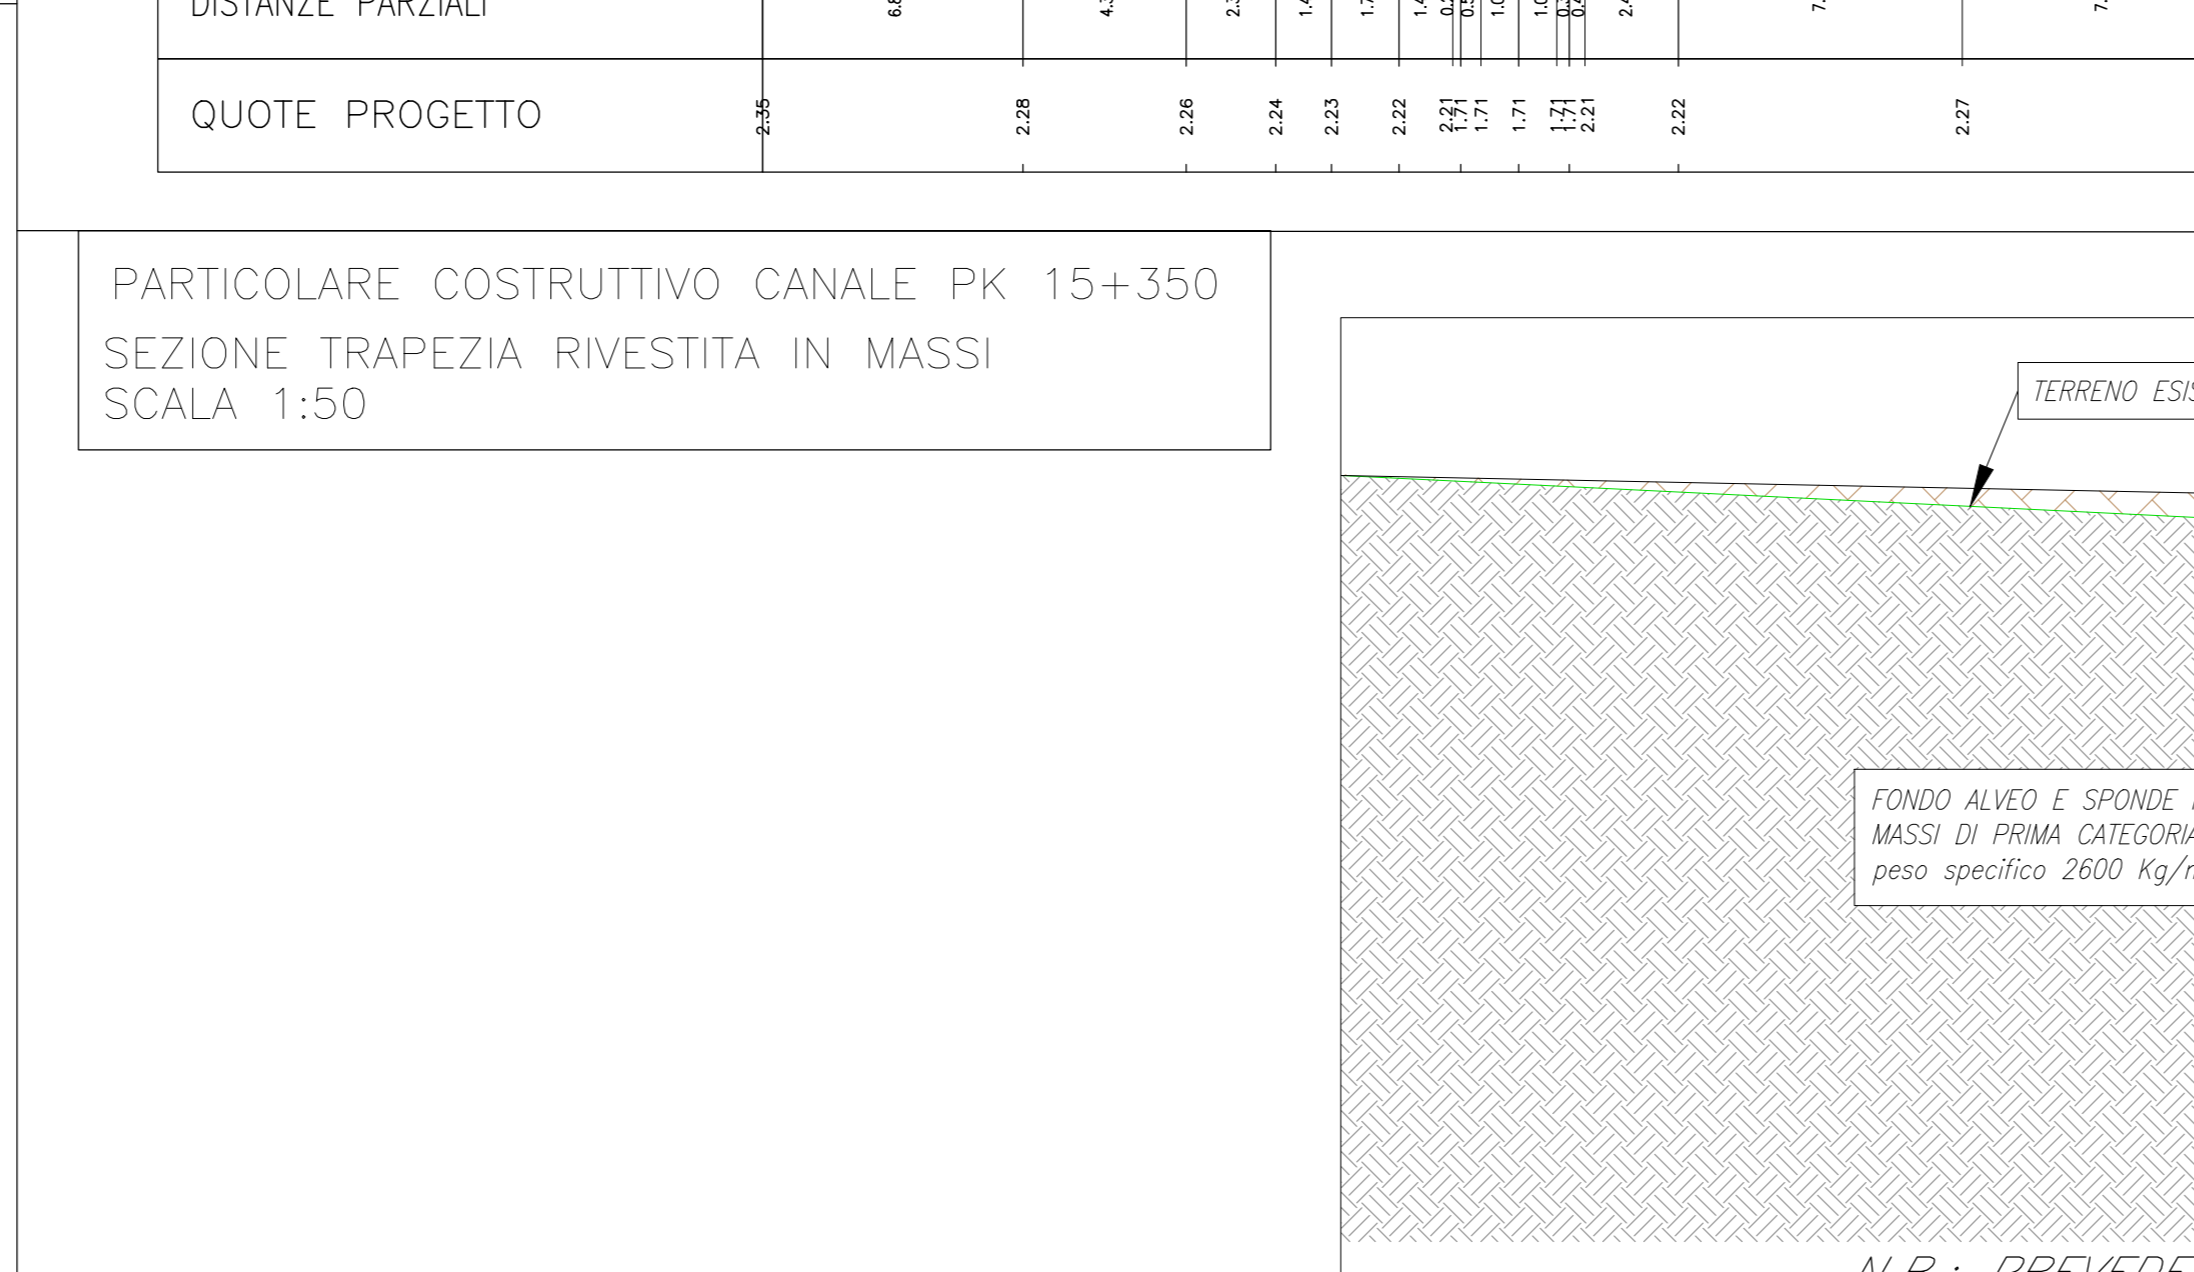 DISTANZE PARZIALI
QUOTE PROGETTO 2.35 2.28 2.26 2.24 2.23 2.22 2.21 1.71 1.71 1.71 1.71 1.71 2.21 2.22 2.27
PARTICOLARE COSTRUTTIVO CANALE PK 15+350
SEZIONE TRAPEZIA RIVESTITA IN MASSI
SCALA 1:50
TERRENO
FONDO ALVEO E SPONDE
MASSI DI PRIMA CATEGORIA
peso specifico 2600
N.B.: